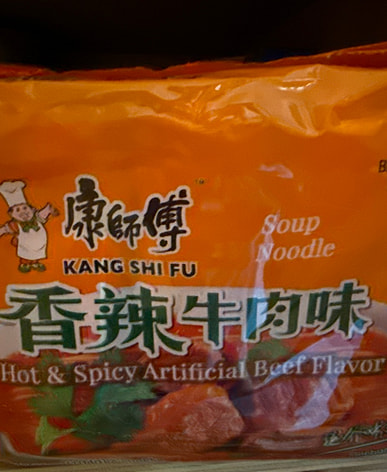 康師傅
KANG SHI FU
Soup
Noodle
香辣牛肉味
Hot & Spicy Artificial Beef Flavor